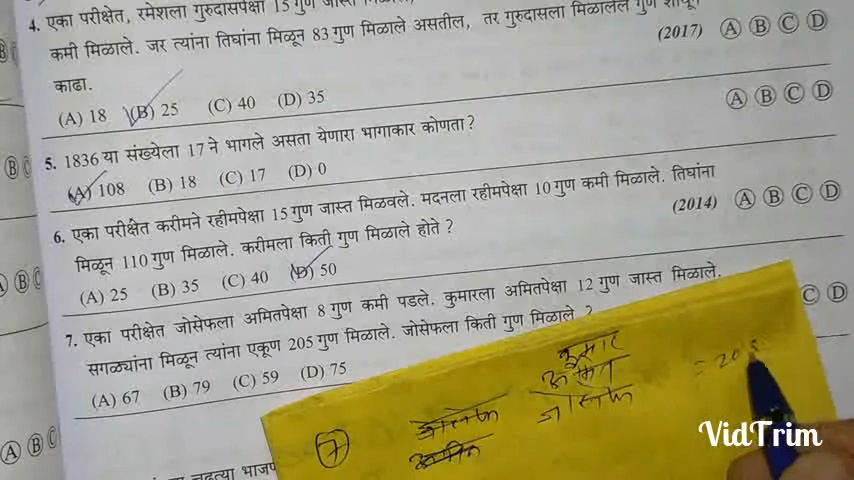 4. एका परीक्षेत, रमेशला गुरुदासपेक्षा 15 गुण जास्त
कमी मिळाले. जर त्यांना तिघांना मिळून 83 गुण मिळाले असतील, तर गुरुदासला मिळालेले गुण
काढा. (2017) A B C D
(A) 18 (B) 25 (C) 40 (D) 35
5. 1836 या संख्येला 17 ने भागले असता येणारा भागाकार कोणता ? A B C D
(A) 108 (B) 18 (C) 17 (D) 0
6. एका परीक्षेत करीमने रहीमपेक्षा 15 गुण जास्त मिळवले. मदनला रहीमपेक्षा 10 गुण कमी मिळाले. तिघांना
मिळून 110 गुण मिळाले. करीमला किती गुण मिळाले होते ? (2014) A B C D
(A) 25 (B) 35 (C) 40 (D) 50
7. एका परीक्षेत जोसेफला अमितपेक्षा 8 गुण कमी पडले. कुमारला अमितपेक्षा 12 गुण जास्त मिळाले.
सगळ्यांना मिळून त्यांना एकूण 205 गुण मिळाले. जोसेफला किती गुण मिळाले ? C D
(A) 67 (B) 79 (C) 59 (D) 75
कुमार
अमित
7 जोसेफ = 205
A B C
VidTrim